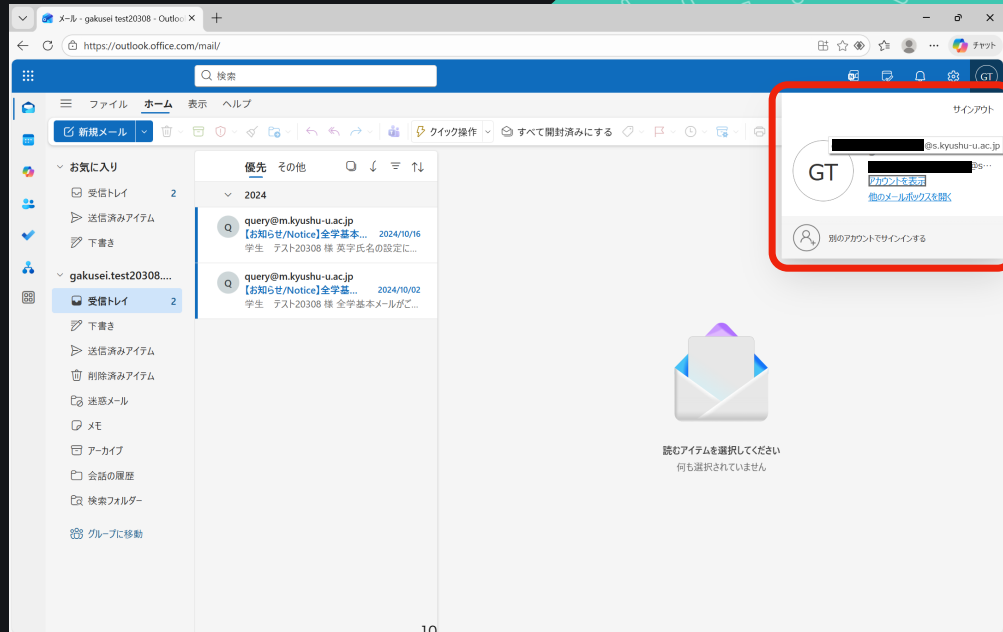 メール - gakusei test20308 - Outloo
https://outlook.office.com/mail/
チャット
検索
GT
ファイル ホーム 表示 ヘルプ
新規メール
クイック操作
すべて開封済みにする
サインアウト
@s.kyushu-u.ac.jp
@s…
GT
アカウントを表示
他のメールボックスを開く
別のアカウントでサインインする
お気に入り
受信トレイ 2
送信済みアイテム
下書き
gakusei.test20308....
受信トレイ 2
下書き
送信済みアイテム
削除済みアイテム
迷惑メール
メモ
アーカイブ
会話の履歴
検索フォルダー
グループに移動
優先 その他
2024
Q
query@m.kyushu-u.ac.jp
【お知らせ/Notice】全学基本... 2024/10/16
学生 テスト20308 様 英字氏名の設定に...
Q
query@m.kyushu-u.ac.jp
【お知らせ/Notice】全学基... 2024/10/02
学生 テスト20308 様 全学基本メールがご...
読むアイテムを選択してください
何も選択されていません
10